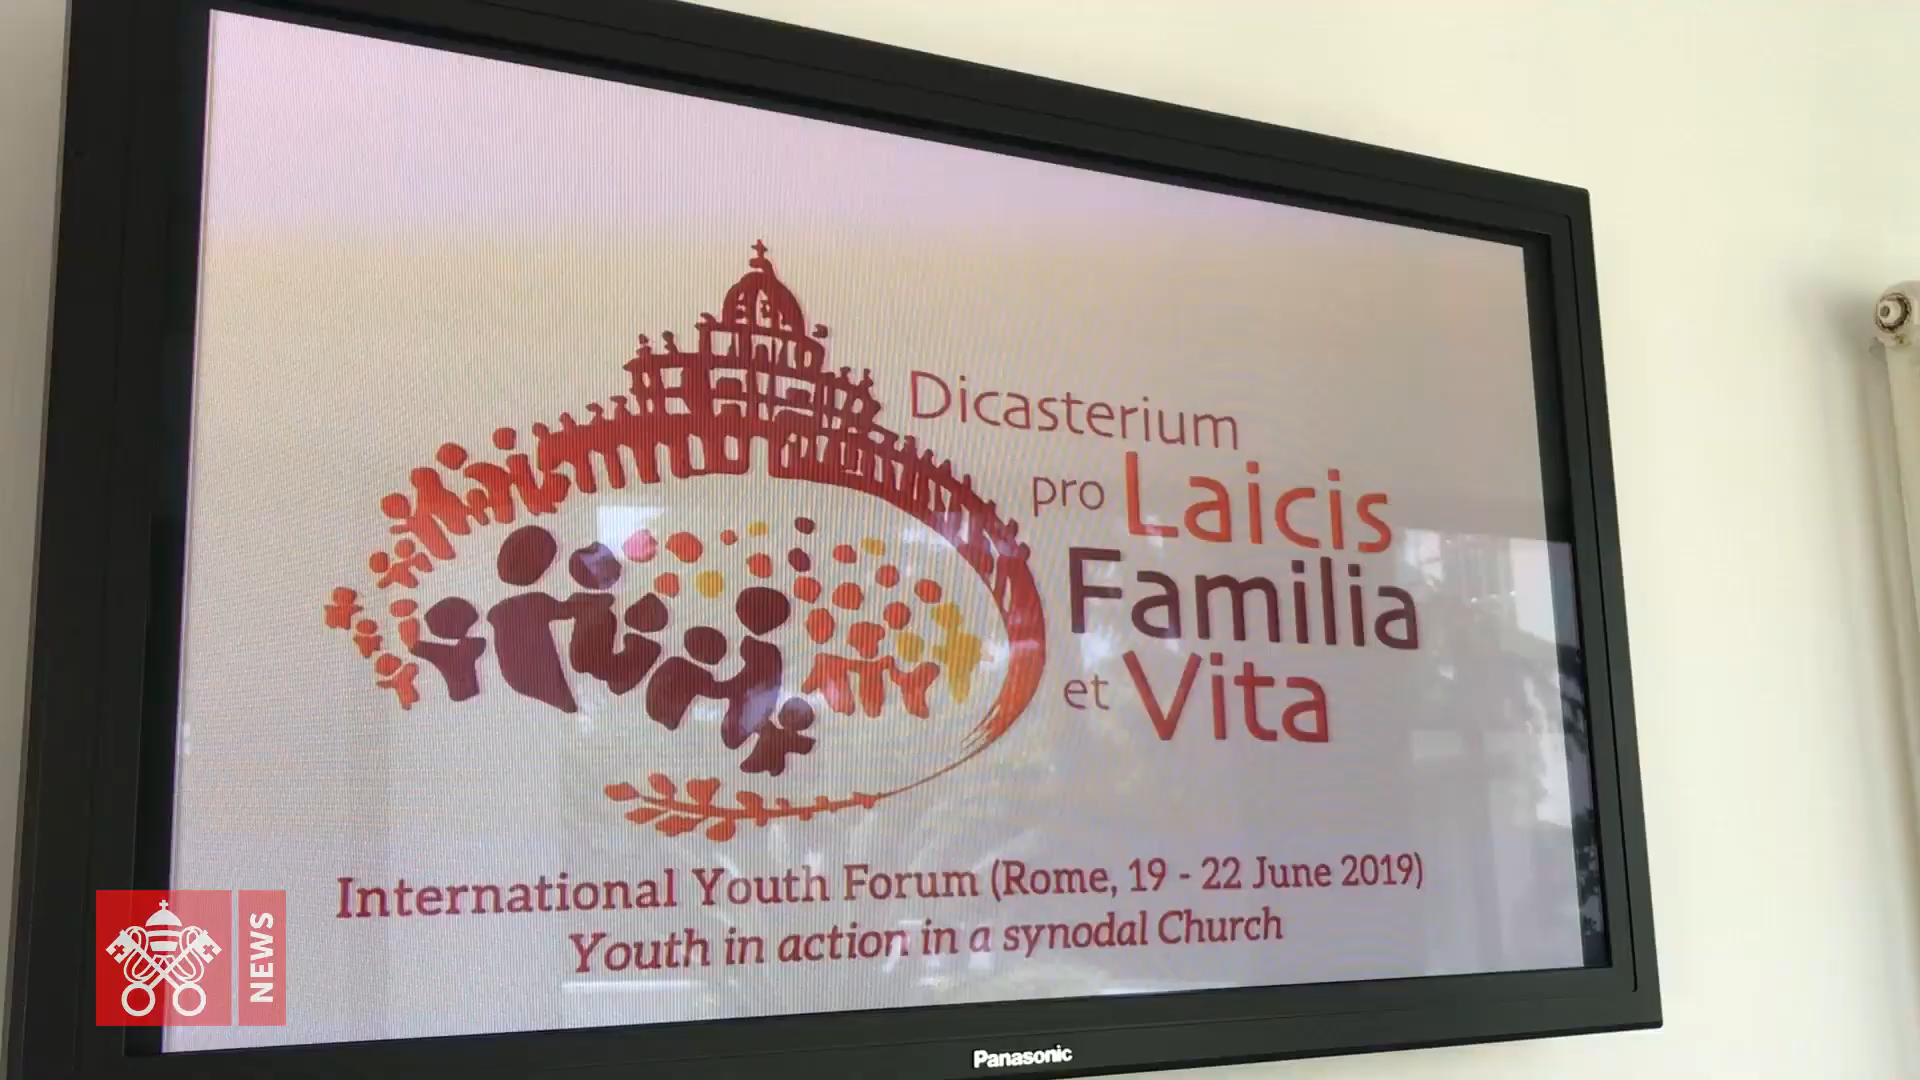 Dicasterium
pro Laicis
Familia
et Vita
International Youth Forum (Rome, 19 - 22 June 2019)
Youth in action in a synodal Church
NEWS
Panasonic